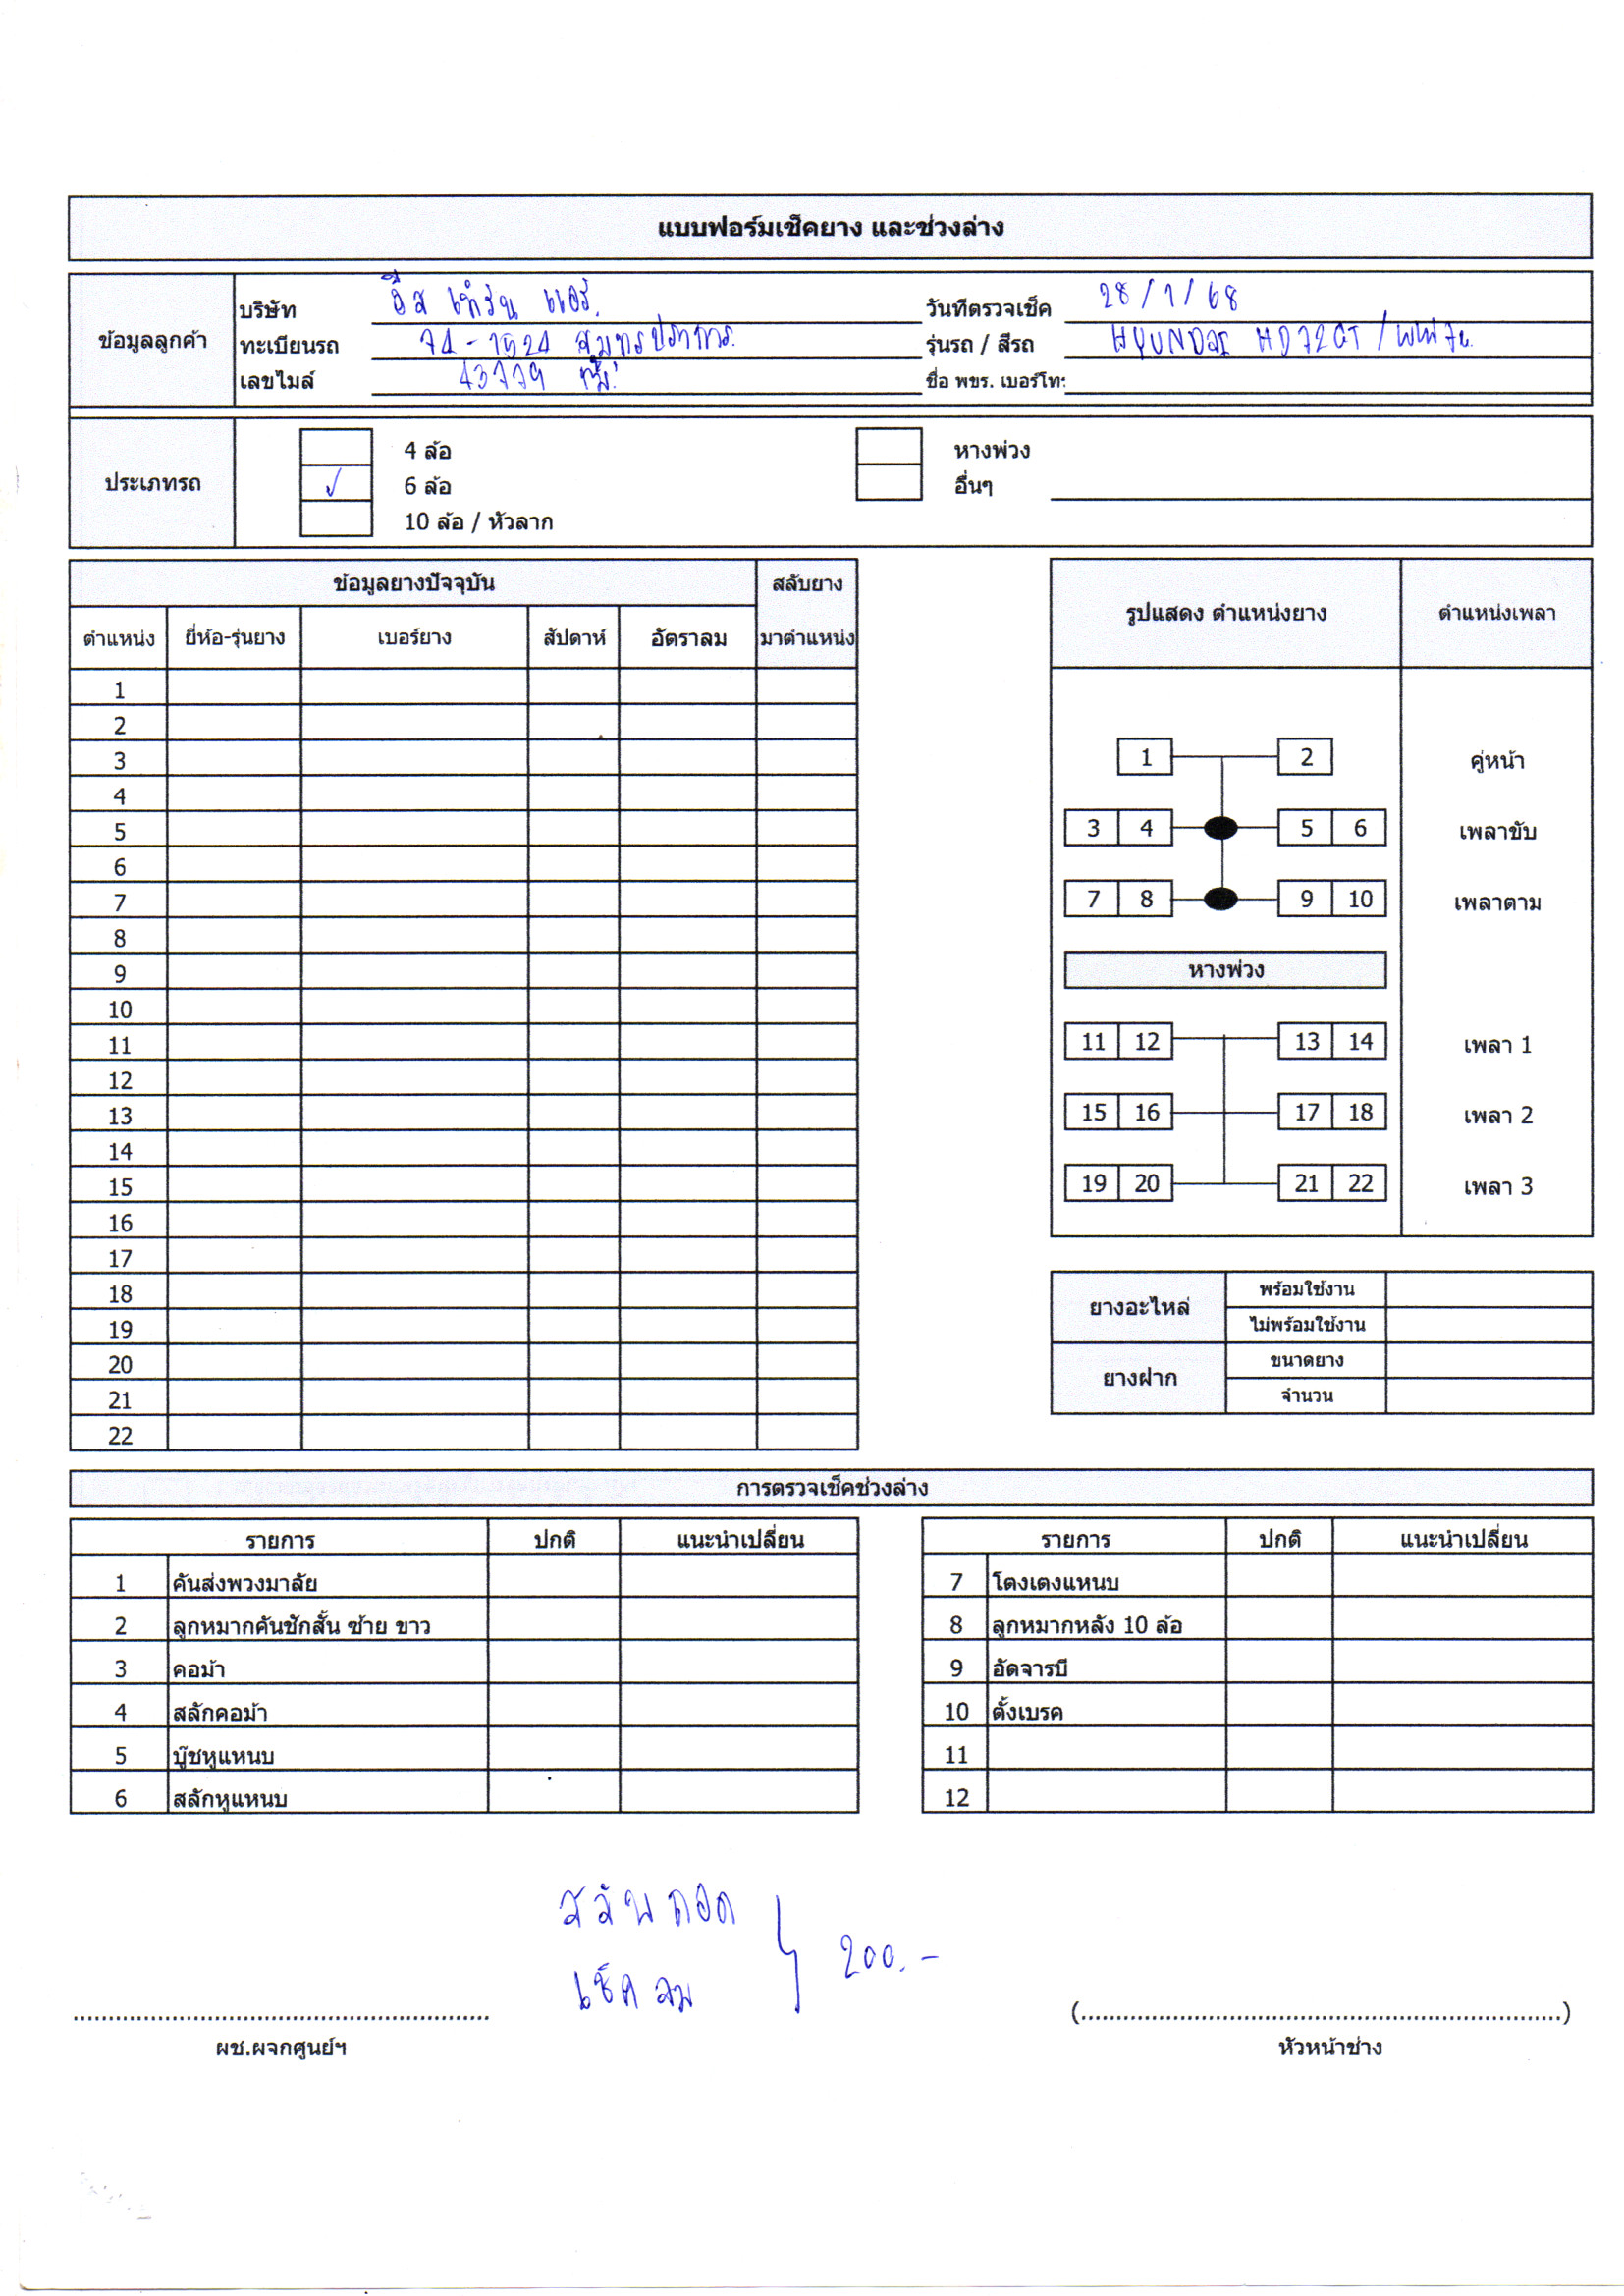 แบบฟอร์มเช็คยาง และช่วงล่าง
ข้อมูลลูกค้า
บริษัท อีสเทิร์น แอร์.
วันที่ตรวจเช็ค 28/1/68
ทะเบียนรถ 74-1924 สมุทรปราการ
รุ่นรถ / สีรถ HYUNDAI HD72GT / White
เลขไมล์ 43779 กม.
ชื่อ พขร. เบอร์โทร
ประเภทรถ
4 ล้อ หางพ่วง
✓ 6 ล้อ อื่นๆ
10 ล้อ / หัวลาก
ข้อมูลยางปัจจุบัน สลับยาง
ตำแหน่ง ยี่ห้อ-รุ่นยาง เบอร์ยาง สัปดาห์ อัตราลม มาตำแหน่ง
1
2
3
4
5
6
7
8
9
10
11
12
13
14
15
16
17
18
19
20
21
22
รูปแสดง ตำแหน่งยาง ตำแหน่งเพลา
1 2 คู่หน้า
3 4 5 6 เพลาขับ
7 8 9 10 เพลาตาม
หางพ่วง
11 12 13 14 เพลา 1
15 16 17 18 เพลา 2
19 20 21 22 เพลา 3
ยางอะไหล่ พร้อมใช้งาน
ไม่พร้อมใช้งาน
ยางฝาก ขนาดยาง
จำนวน
การตรวจเช็คช่วงล่าง
รายการ ปกติ แนะนำเปลี่ยน
1 คันส่งพวงมาลัย
2 ลูกหมากคันชักสั้น ซ้าย ขาว
3 คอม้า
4 สลักคอม้า
5 บู๊ชหูแหนบ
6 สลักหูแหนบ
รายการ ปกติ แนะนำเปลี่ยน
7 โตงเตงแหนบ
8 ลูกหมากหลัง 10 ล้อ
9 อัดจารบี
10 ตั้งเบรค
11
12
สลับ ถอด
เช็คลม
200.-
ผช.ผจกศูนย์ฯ
(........................................................)
หัวหน้าช่าง